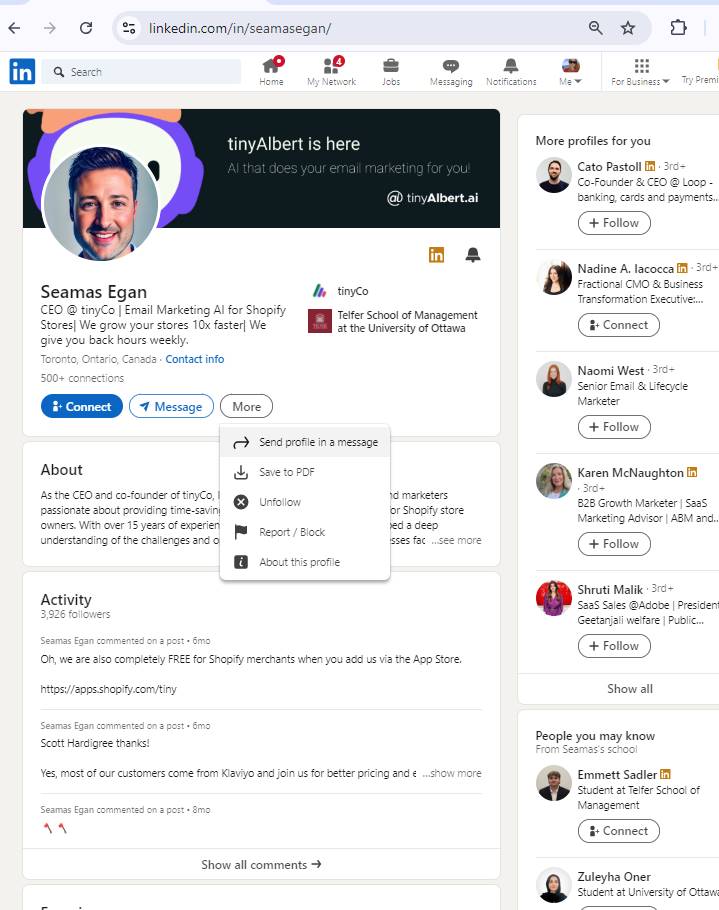 linkedin.com/in/seamasegan/
in
Search
Home
4
My Network
Jobs
Messaging
Notifications
Me
For Business
Try Premi
tinyAlbert is here
AI that does your email marketing for you!
@ tinyAlbert.ai
in
Seamas Egan
CEO @ tinyCo | Email Marketing AI for Shopify
Stores| We grow your stores 10x faster| We
give you back hours weekly.
Toronto, Ontario, Canada · Contact info
500+ connections
tinyCo
TELFER
Telfer School of Management
at the University of Ottawa
Connect
Message
More
Send profile in a message
Save to PDF
Unfollow
Report / Block
About this profile
About
As the CEO and co-founder of tinyCo, nd marketers
passionate about providing time-saving for Shopify store
owners. With over 15 years of experien ped a deep
understanding of the challenges and o esses fac …see more
Activity
3,926 followers
Seamas Egan commented on a post • 6mo
Oh, we are also completely FREE for Shopify merchants when you add us via the App Store.
https://apps.shopify.com/tiny
Seamas Egan commented on a post • 6mo
Scott Hardigree thanks!
Yes, most of our customers come from Klaviyo and join us for better pricing and e …show more
Seamas Egan commented on a post • 8mo
Show all comments →
More profiles for you
Cato Pastoll in · 3rd+
Co-Founder & CEO @ Loop -
banking, cards and payments...
+ Follow
Nadine A. Iacocca in · 3rd+
Fractional CMO & Business
Transformation Executive:...
Connect
Naomi West · 3rd+
Senior Email & Lifecycle
Marketer
+ Follow
Karen McNaughton in
· 3rd+
B2B Growth Marketer | SaaS
Marketing Advisor | ABM and...
+ Follow
Shruti Malik · 3rd+
SaaS Sales @Adobe | President
Geetanjali welfare | Public...
+ Follow
Show all
People you may know
From Seamas's school
Emmett Sadler in
Student at Telfer School of
Management
Connect
Zuleyha Oner
Student at University of Ottawa